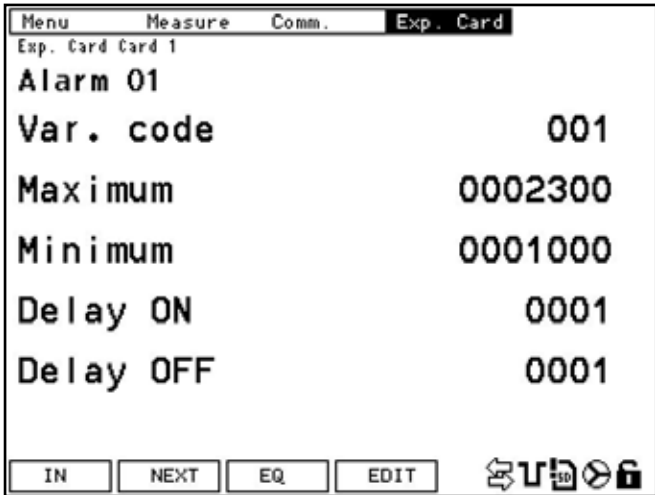 Menu Measure Comm. Exp. Card
Exp. Card Card 1
Alarm 01
Var. code 001
Maximum 0002300
Minimum 0001000
Delay ON 0001
Delay OFF 0001
IN NEXT EQ EDIT SD